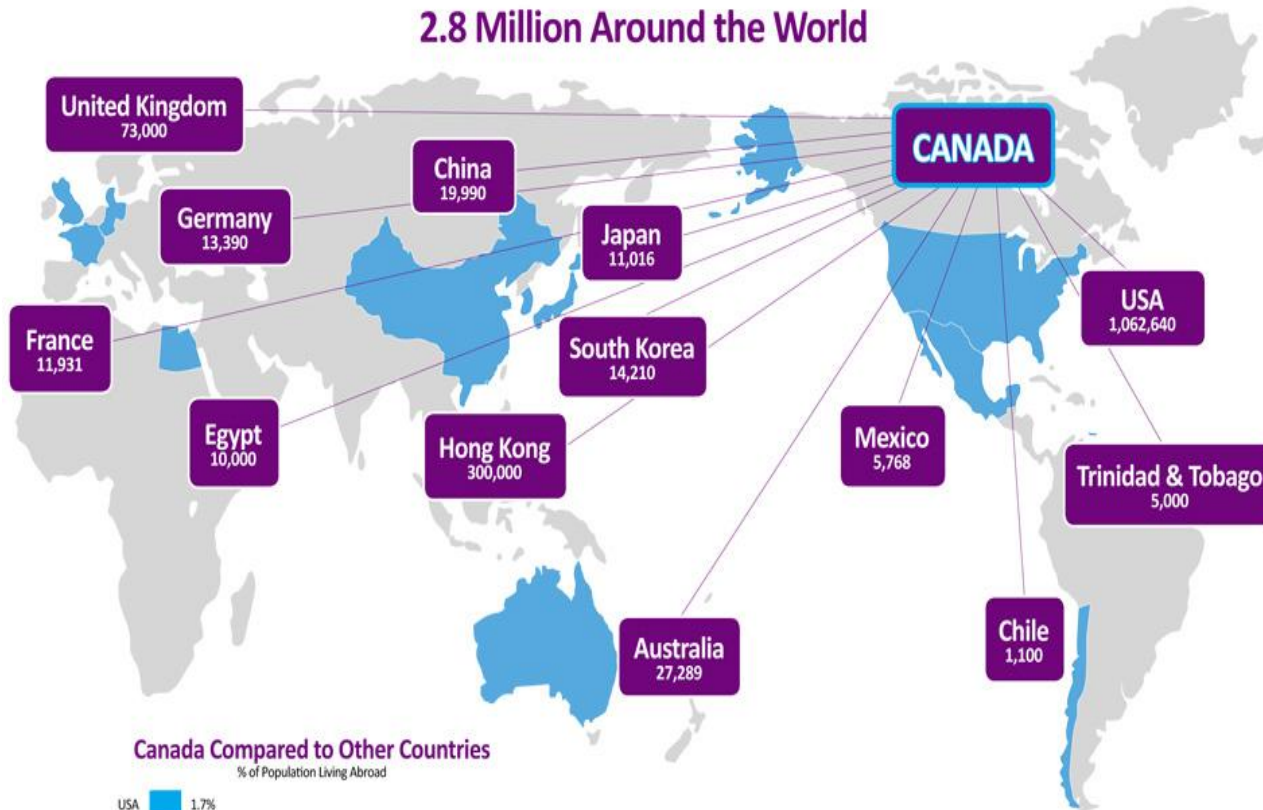 2.8 Million Around the World
United Kingdom
73,000
CANADA
China
19,990
Germany
13,390
Japan
11,016
USA
1,062,640
France
11,931
South Korea
14,210
Egypt
10,000
Hong Kong
300,000
Mexico
5,768
Trinidad & Tobago
5,000
Australia
27,289
Chile
1,100
Canada Compared to Other Countries
% of Population Living Abroad
USA 1.7%